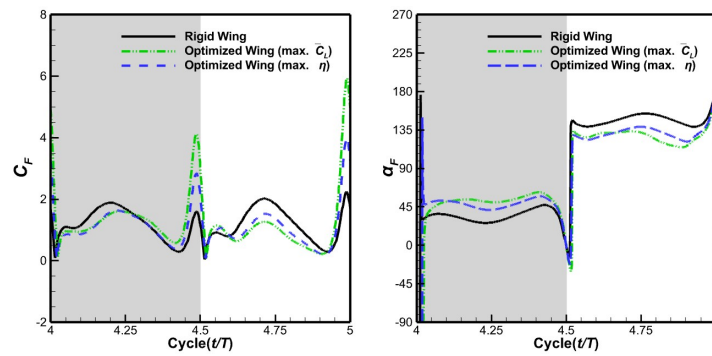 8
6
4
2
0
-2
C_F
Rigid Wing
Optimized Wing (max. C̅_L)
Optimized Wing (max. η)
4 4.25 4.5 4.75 5
Cycle(t/T)
270
225
180
135
90
45
0
-45
-90
α_F
Rigid Wing
Optimized Wing (max. C̅_L)
Optimized Wing (max. η)
4 4.25 4.5 4.75
Cycle(t/T)